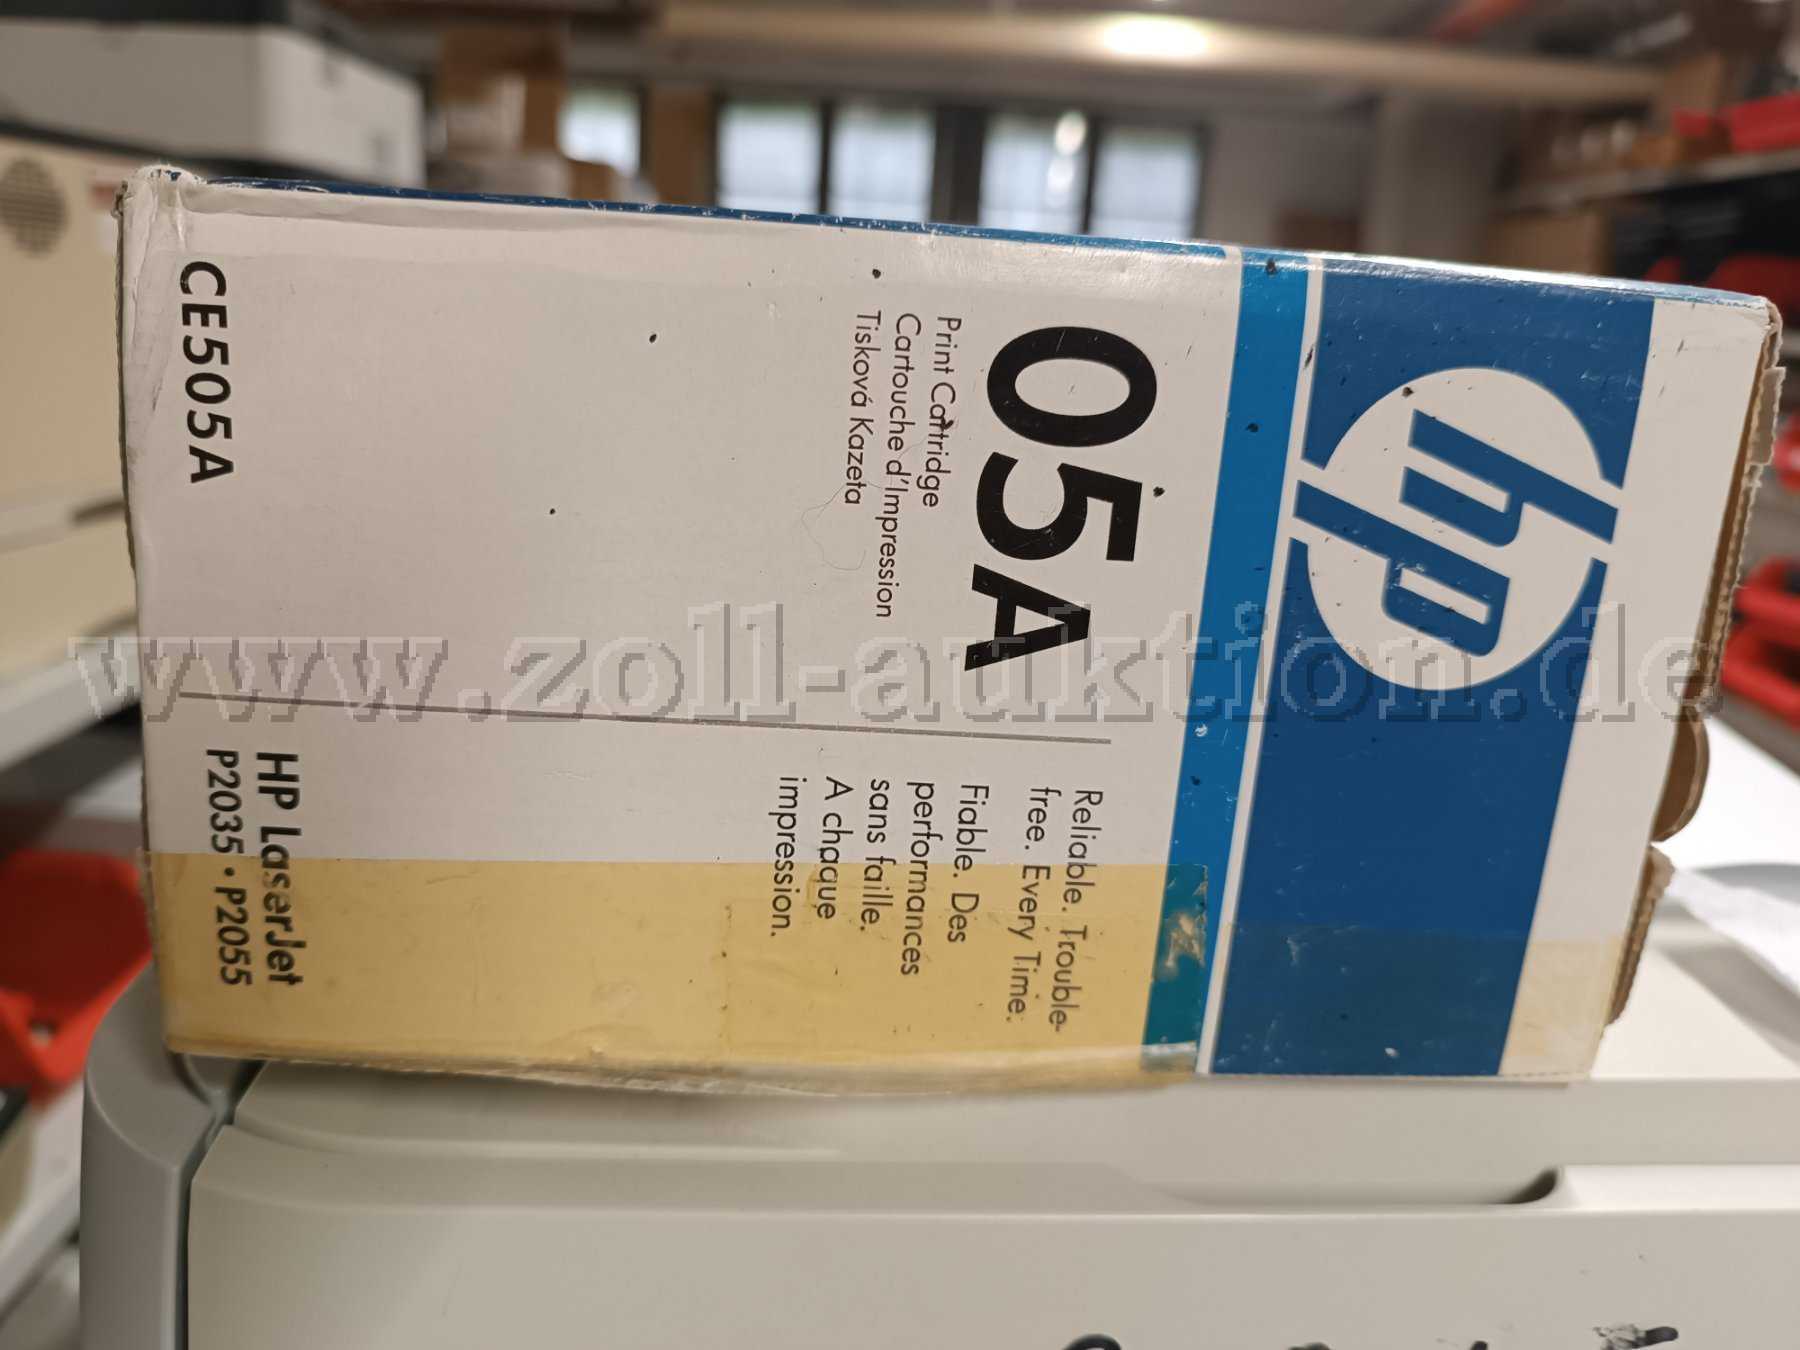 hp
05A
Print Cartridge
Cartouche d'Impression
Tisková Kazeta
CE505A
Reliable. Trouble-
free. Every Time.
Fiable. Des
performances
sans faille.
A chaque
impression.
HP LaserJet
P2035 • P2055
www.zoll-auktion.de